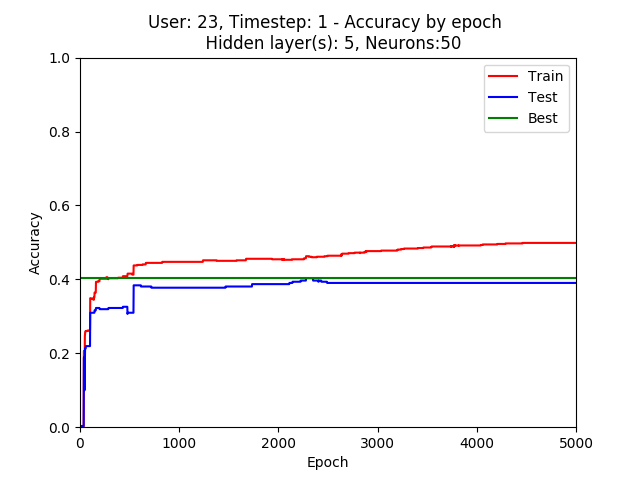 User: 23, Timestep: 1 - Accuracy by epoch
Hidden layer(s): 5, Neurons:50
Train
Test
Best
1.0
0.8
0.6
0.4
0.2
0.0
Accuracy
0 1000 2000 3000 4000 5000
Epoch